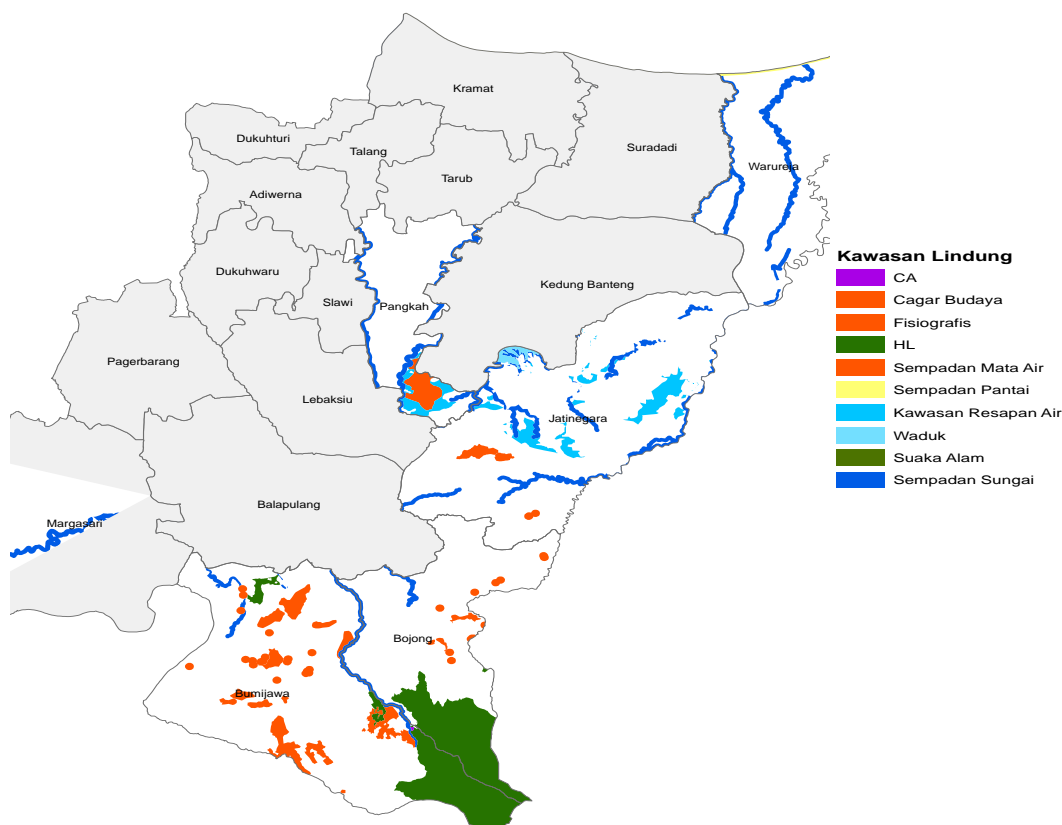 Kramat
Dukuhturi
Talang
Suradadi
Tarub
Warureja
Adiwerna
Dukuhwaru
Kedung Banteng
Slawi
Pangkah
Pagerbarang
Lebaksiu
Jatinegara
Balapulang
Margasari
Bojong
Bumijawa
Kawasan Lindung
CA
Cagar Budaya
Fisiografis
HL
Sempadan Mata Air
Sempadan Pantai
Kawasan Resapan Air
Waduk
Suaka Alam
Sempadan Sungai